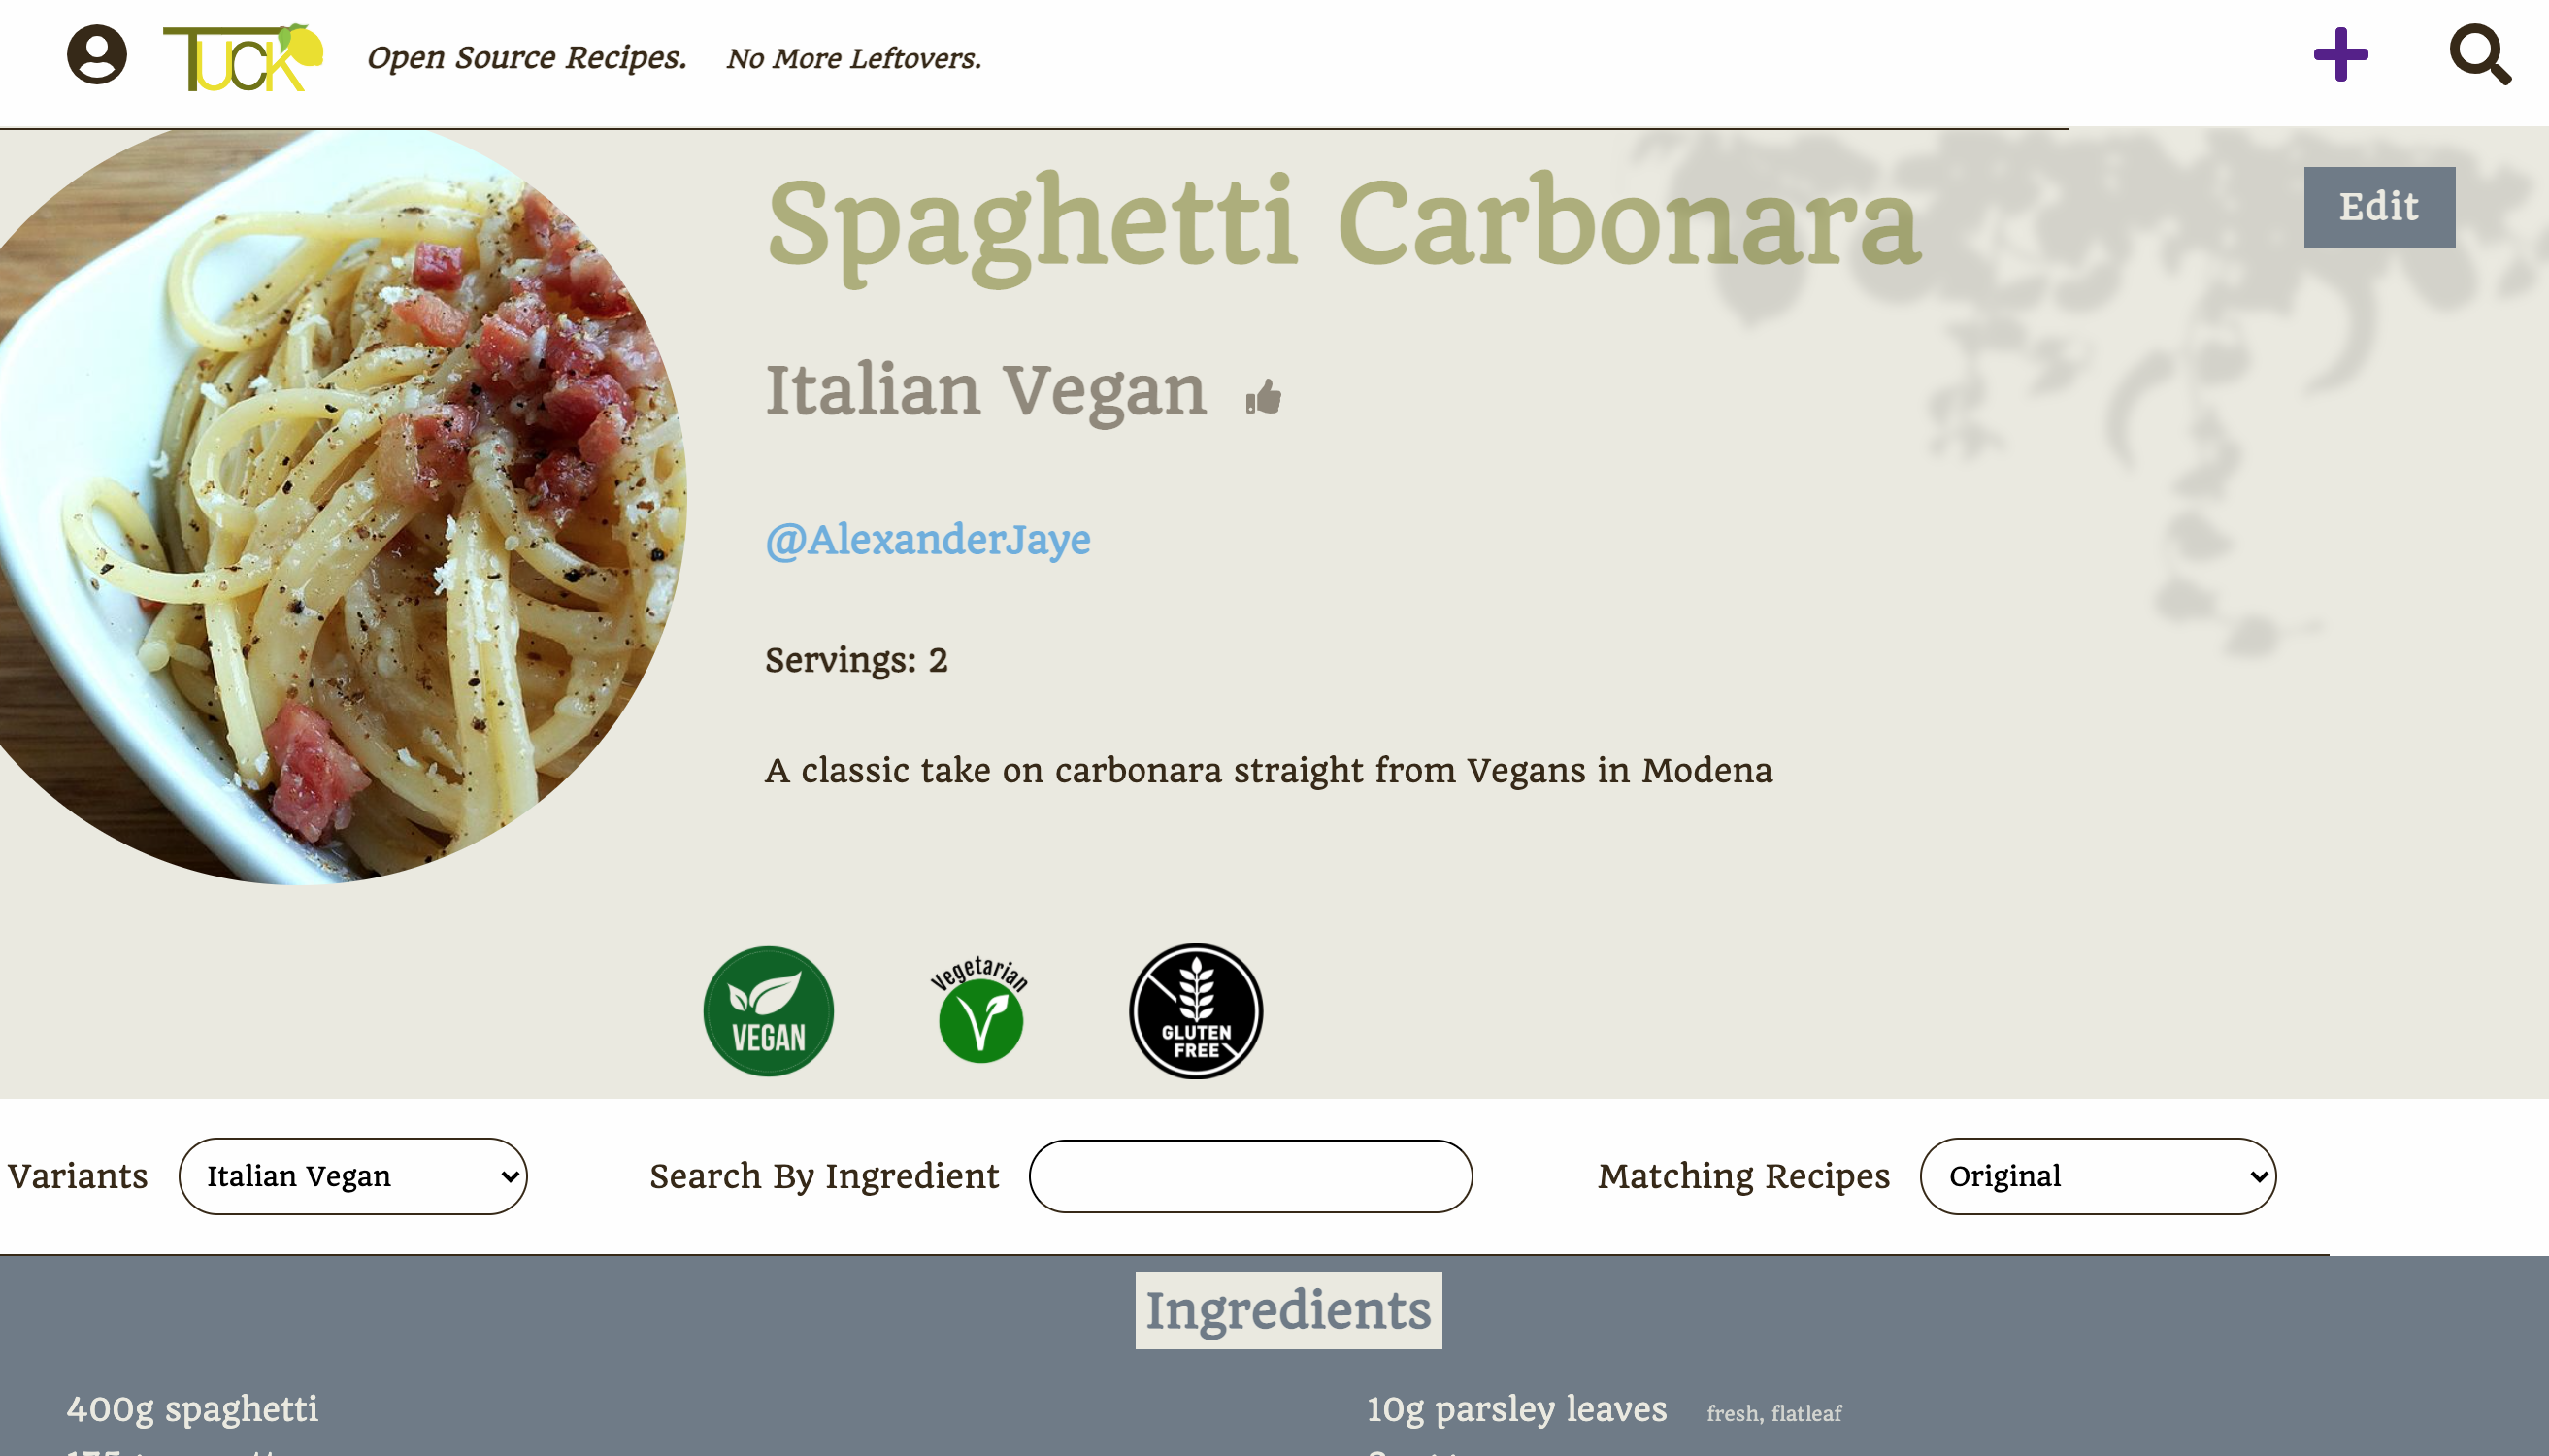 TUCK Open Source Recipes. No More Leftovers.
Spaghetti Carbonara
Edit
Italian Vegan
@AlexanderJaye
Servings: 2
A classic take on carbonara straight from Vegans in Modena
VEGAN
Vegetarian
V
GLUTEN
FREE
Variants Italian Vegan Search By Ingredient Matching Recipes Original
Ingredients
400g spaghetti
10g parsley leaves fresh, flatleaf